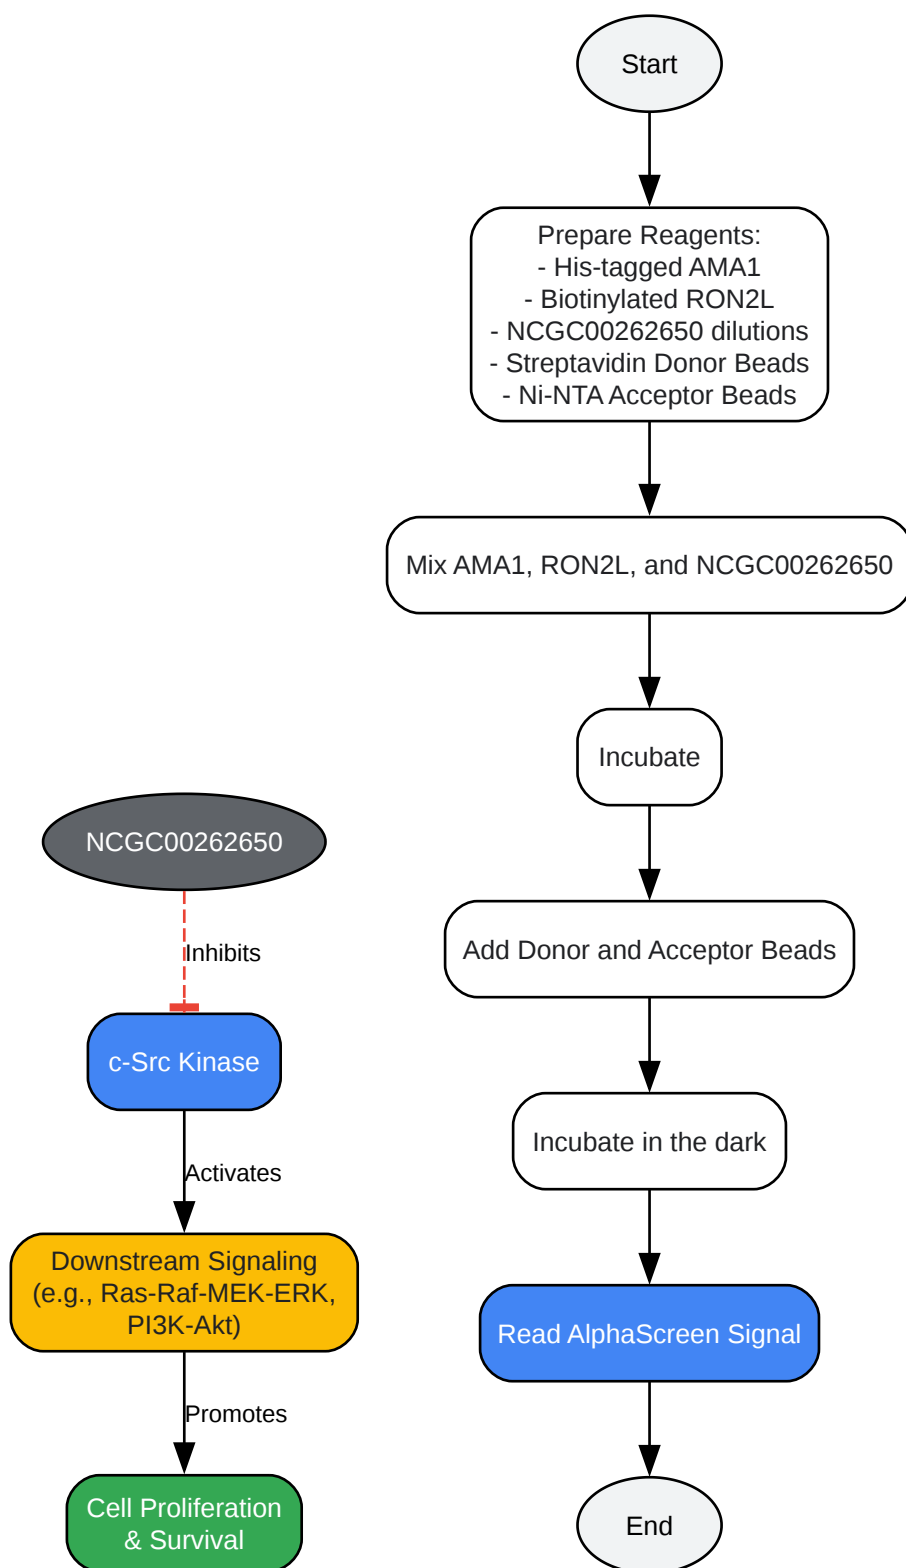 Start
Prepare Reagents:
- His-tagged AMA1
- Biotinylated RON2L
- NCGC00262650 dilutions
- Streptavidin Donor Beads
- Ni-NTA Acceptor Beads
Mix AMA1, RON2L, and NCGC00262650
Incubate
Add Donor and Acceptor Beads
Incubate in the dark
Read AlphaScreen Signal
End
NCGC00262650
Inhibits
c-Src Kinase
Activates
Downstream Signaling
(e.g., Ras-Raf-MEK-ERK,
PI3K-Akt)
Promotes
Cell Proliferation
& Survival